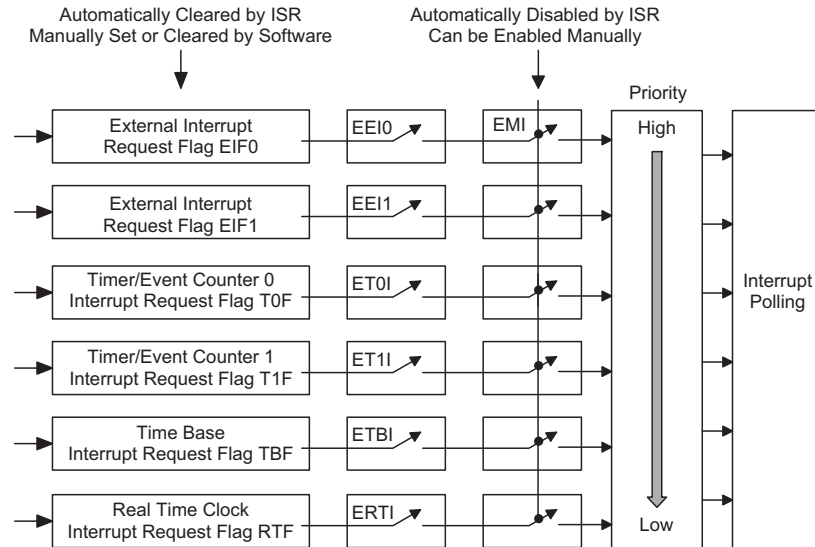 Automatically Cleared by ISR
Manually Set or Cleared by Software
Automatically Disabled by ISR
Can be Enabled Manually
Priority
External Interrupt
Request Flag EIF0
EEI0
EMI
High
External Interrupt
Request Flag EIF1
EEI1
Timer/Event Counter 0
Interrupt Request Flag T0F
ET0I
Interrupt
Polling
Timer/Event Counter 1
Interrupt Request Flag T1F
ET1I
Time Base
Interrupt Request Flag TBF
ETBI
Real Time Clock
Interrupt Request Flag RTF
ERTI
Low